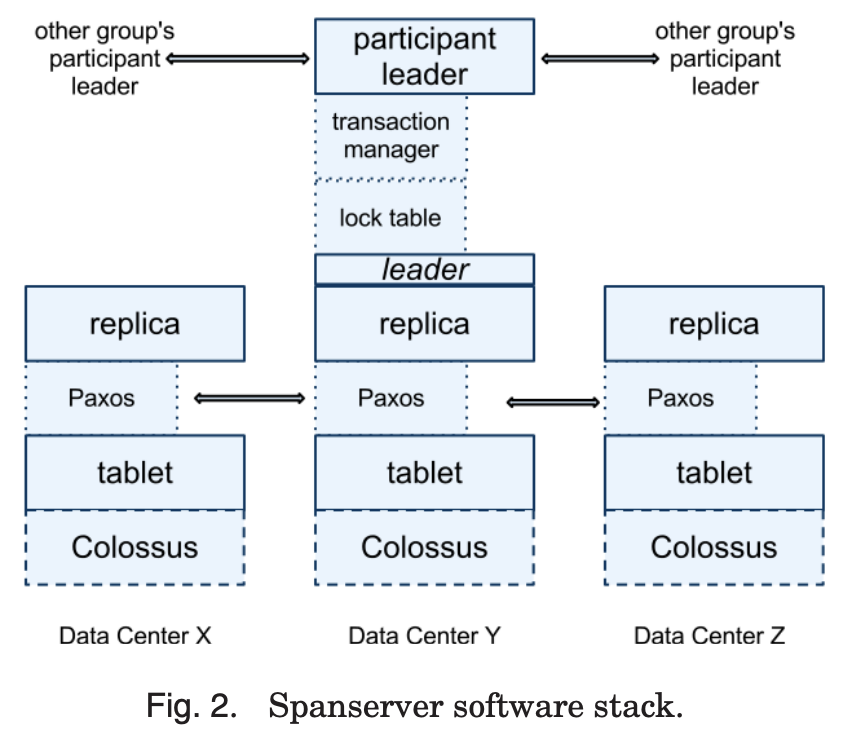 other group's
participant
leader
participant
leader
other group's
participant
leader
transaction
manager
lock table
leader
replica
replica
replica
Paxos
Paxos
Paxos
tablet
tablet
tablet
Colossus
Colossus
Colossus
Data Center X
Data Center Y
Data Center Z
Fig. 2. Spanserver software stack.